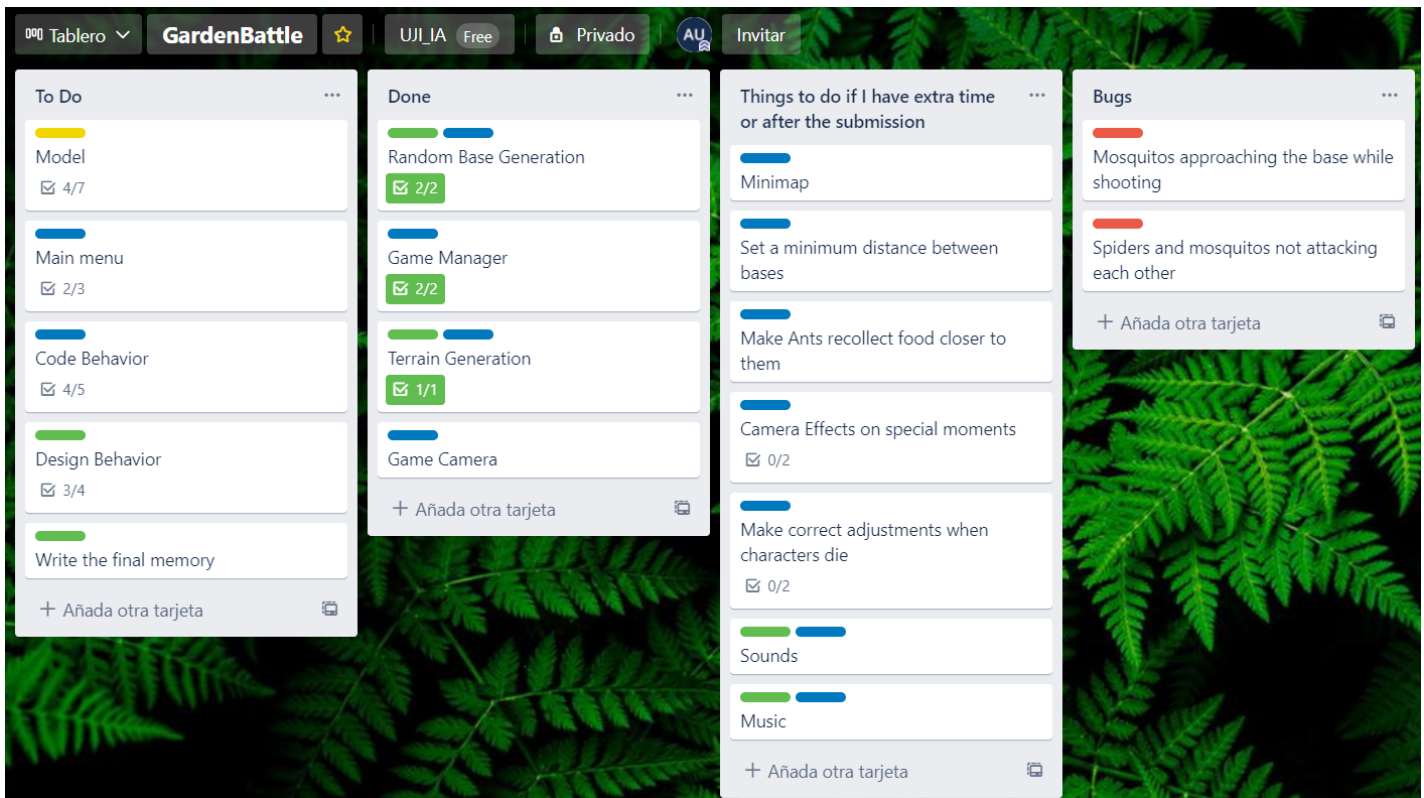 Tablero
GardenBattle
UJI_IA Free
Privado
AU
Invitar
To Do
Model
4/7
Main menu
2/3
Code Behavior
4/5
Design Behavior
3/4
Write the final memory
+ Añada otra tarjeta
Done
Random Base Generation
2/2
Game Manager
2/2
Terrain Generation
1/1
Game Camera
+ Añada otra tarjeta
Things to do if I have extra time
or after the submission
Minimap
Set a minimum distance between
bases
Make Ants recollect food closer to
them
Camera Effects on special moments
0/2
Make correct adjustments when
characters die
0/2
Sounds
Music
+ Añada otra tarjeta
Bugs
Mosquitos approaching the base while
shooting
Spiders and mosquitos not attacking
each other
+ Añada otra tarjeta